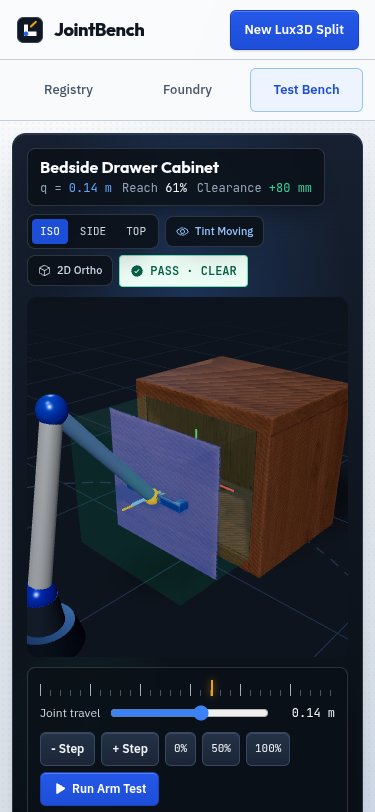 JointBench
New Lux3D Split
Registry Foundry Test Bench
Bedside Drawer Cabinet
q = 0.14 m Reach 61% Clearance +80 mm
ISO SIDE TOP Tint Moving
2D Ortho PASS · CLEAR
Joint travel 0.14 m
- Step + Step 0% 50% 100%
Run Arm Test